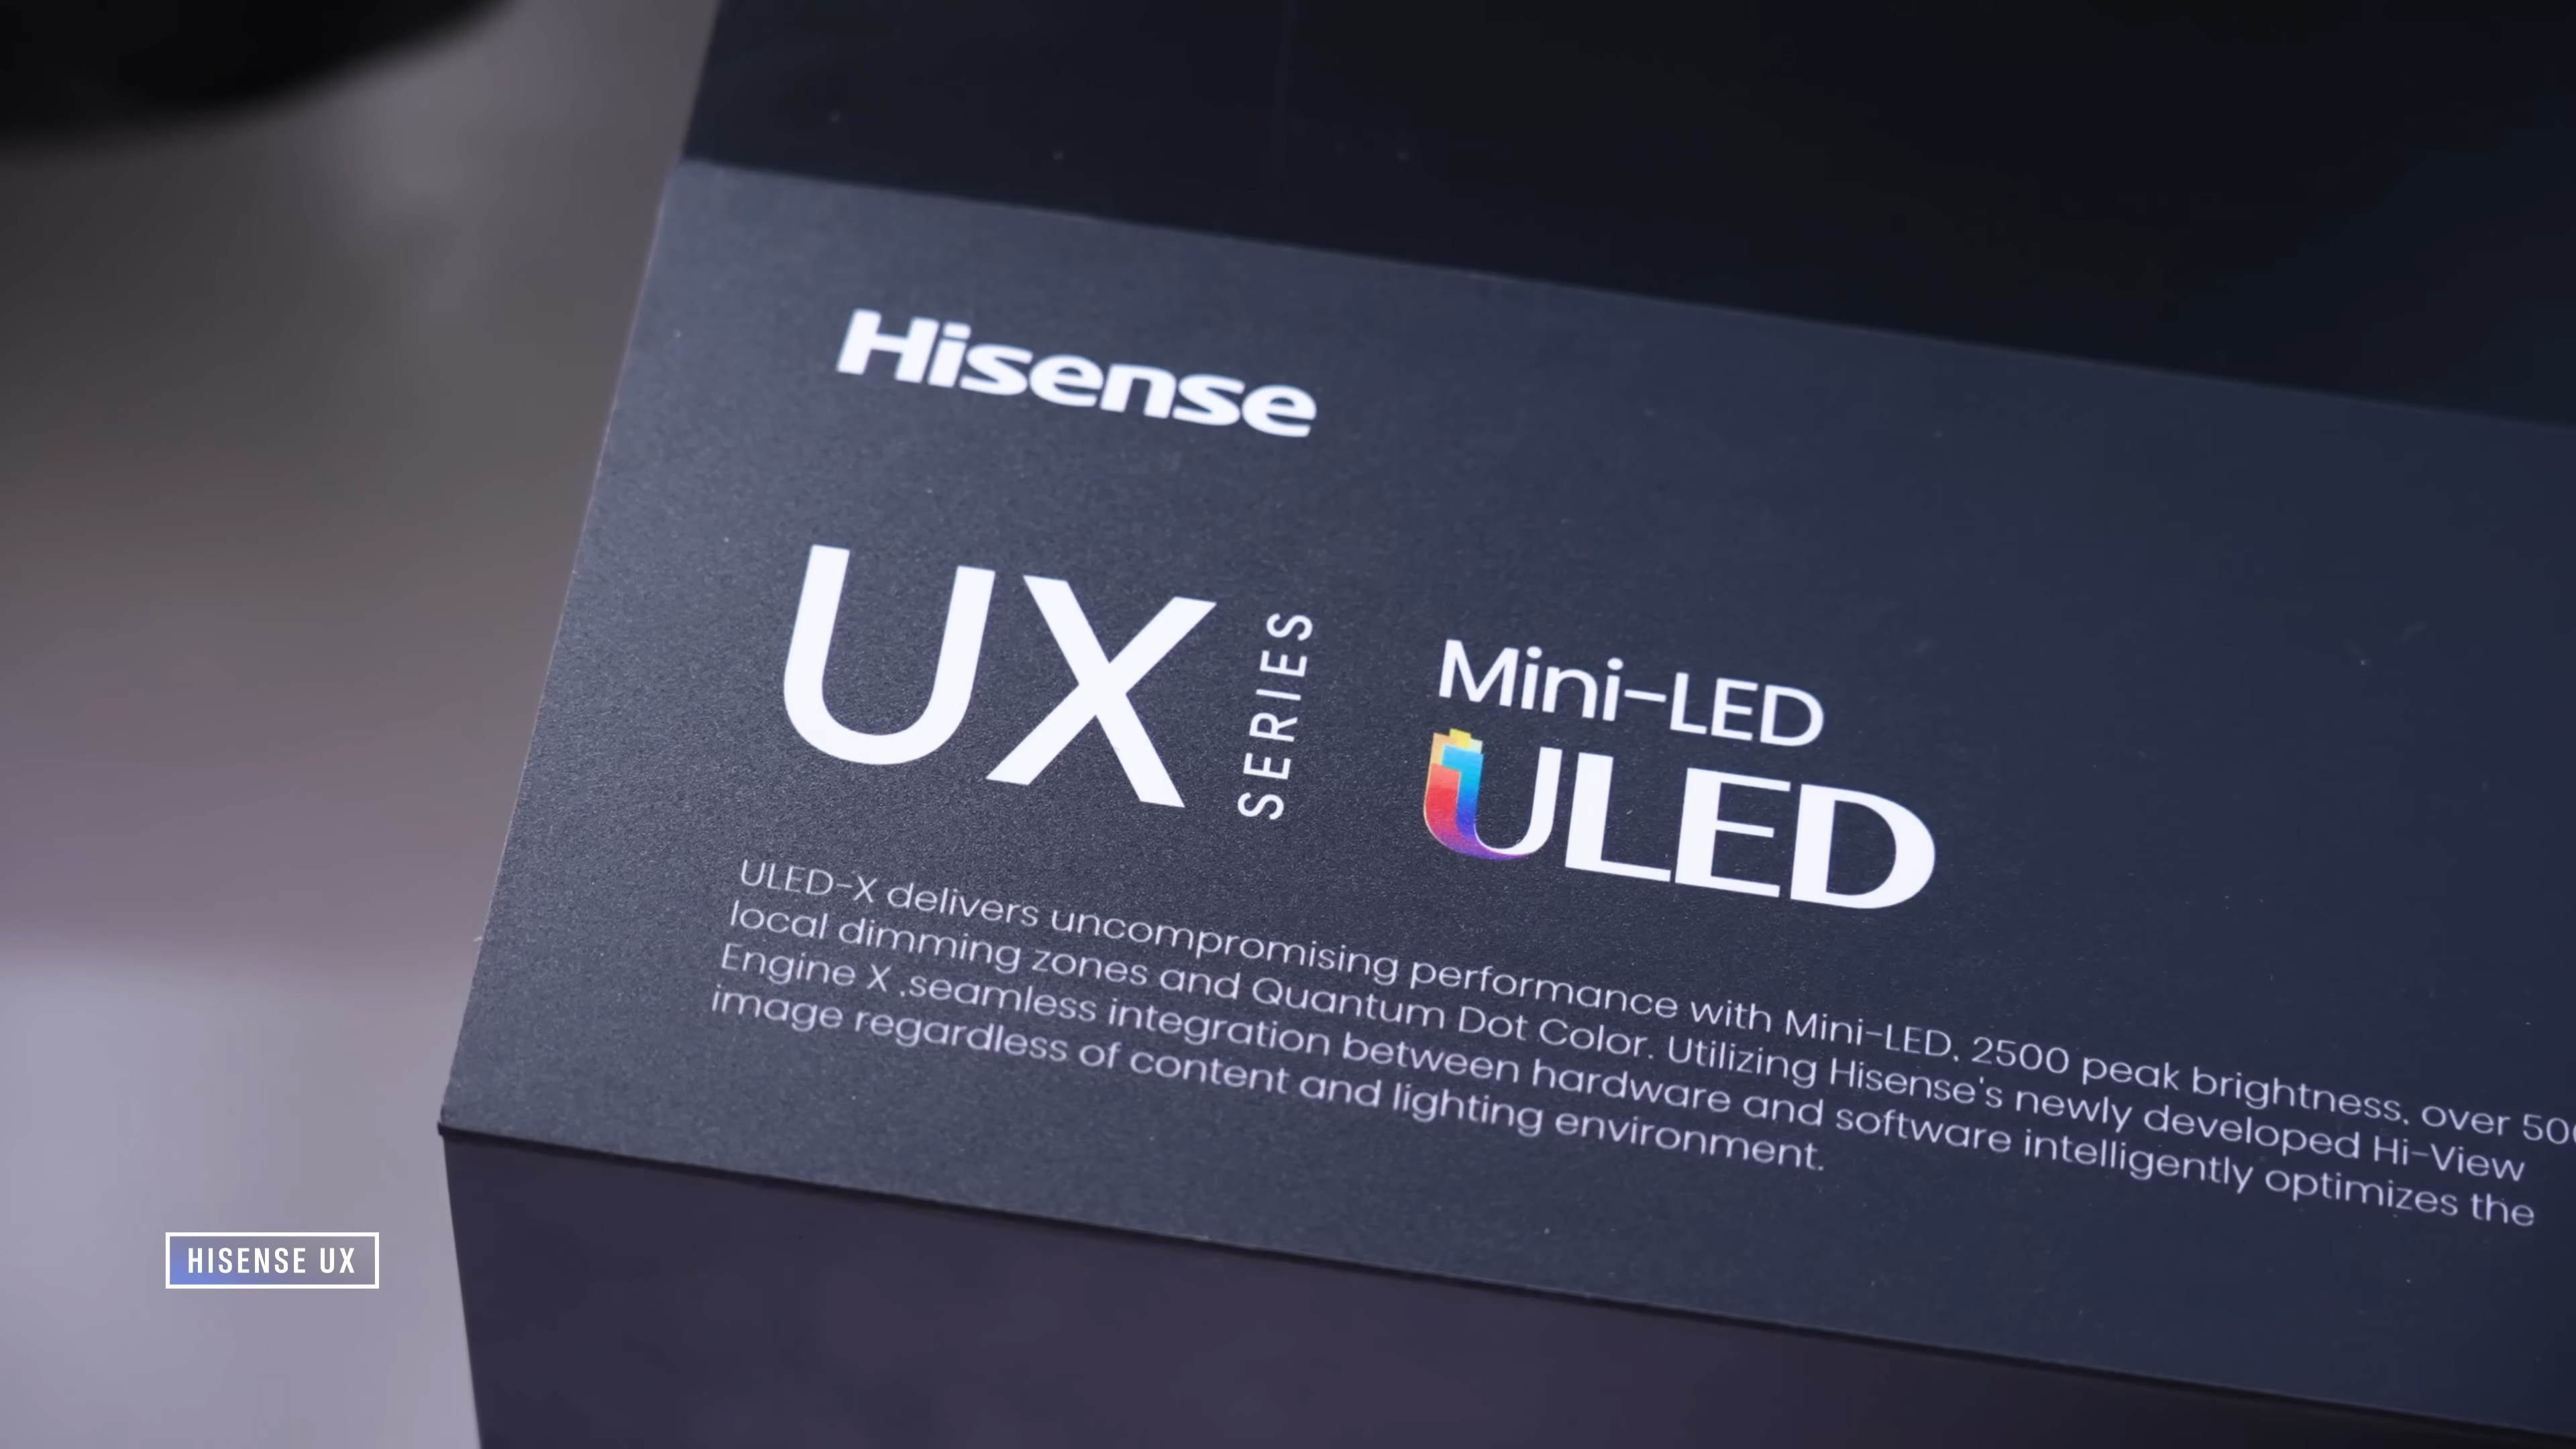 Hisense
UX
SERIES
Mini-LED
ULED
ULED-X delivers uncompromising performance with Mini-LED, 2500 peak brightness, over
local dimming zones and Quantum Dot Color. Utilizing Hisense's newly developed Hi-View
Engine X ,seamless integration between hardware and software intelligently optimizes the
image regardless of content and lighting environment.
HISENSE UX